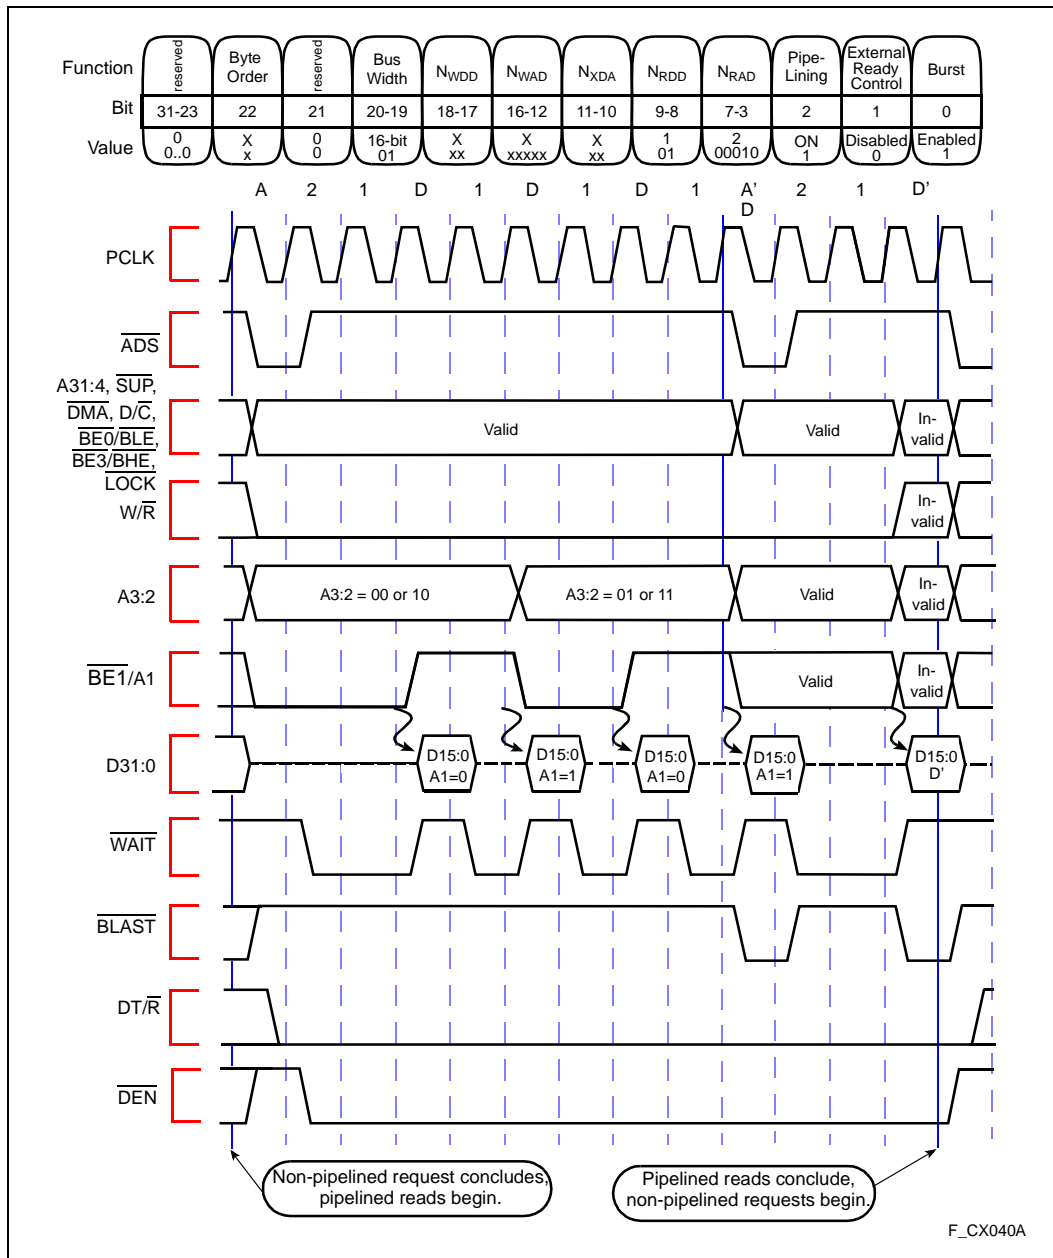 Function reserved Byte Order reserved Bus Width NWDD NWAD NXDA NRDD NRAD Pipe-Lining External Ready Control Burst
Bit 31-23 22 21 20-19 18-17 16-12 11-10 9-8 7-3 2 1 0
Value 0 0..0 X x 0 0 16-bit 01 X xx X xxxxx X xx 1 01 2 00010 ON 1 Disabled 0 Enabled 1
A 2 1 D 1 D 1 D 1 A' 2 1 D'
D
PCLK
ADS
A31:4, SUP,
DMA, D/C,
BE0/BLE,
BE3/BHE,
LOCK
Valid Valid In-valid
W/R In-valid
A3:2 A3:2 = 00 or 10 A3:2 = 01 or 11 Valid In-valid
BE1/A1 Valid In-valid
D31:0 D15:0 A1=0 D15:0 A1=1 D15:0 A1=0 D15:0 A1=1 D15:0 D'
WAIT
BLAST
DT/R
DEN
Non-pipelined request concludes,
pipelined reads begin.
Pipelined reads conclude,
non-pipelined requests begin.
F_CX040A